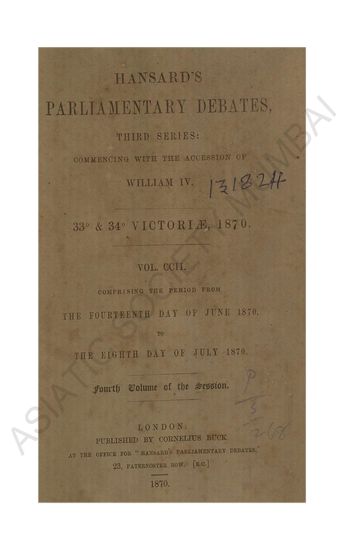 HANSARD'S
PARLIAMENTARY DEBATES,
THIRD SERIES:
COMMENCING WITH THE ACCESSION OF
WILLIAM IV.
131824
33° & 34° VICTORIÆ, 1870.
VOL. CCII.
COMPRISING THE PERIOD FROM
THE FOURTEENTH DAY OF JUNE 1870,
TO
THE EIGHTH DAY OF JULY 1870.
Fourth Volume of the Session.
LONDON:
PUBLISHED BY CORNELIUS BUCK
AT THE OFFICE FOR "HANSARD'S PARLIAMENTARY DEBATES,"
23, PATERNOSTER ROW. [E.C.]
1870.
ASIATIC SOCIETY MUMBAI